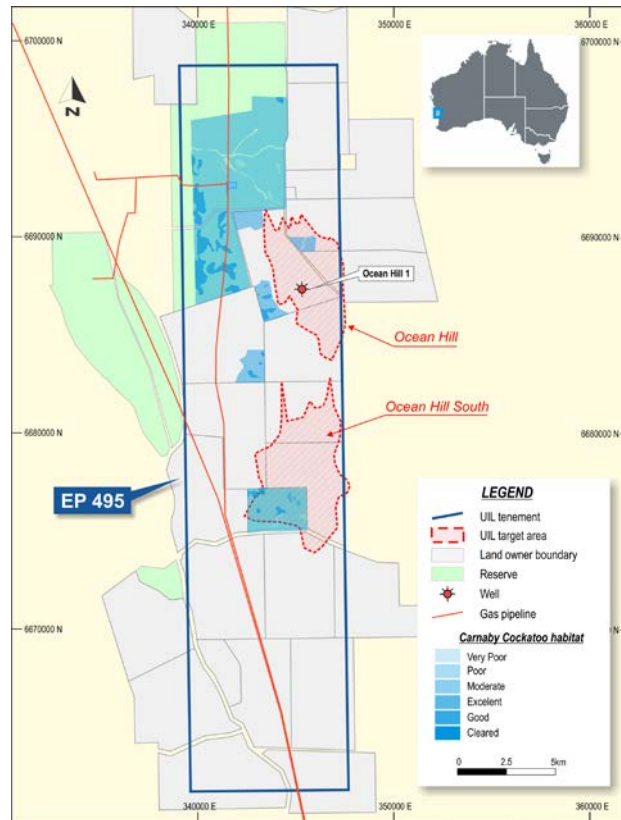 340000 E
350000 E
6700000 N
6700000 N
N
6690000 N
6690000 N
Ocean Hill 1
Ocean Hill
Ocean Hill South
6680000 N
6680000 N
EP 495
LEGEND
UIL tenement
UIL target area
Land owner boundary
Reserve
Well
Gas pipeline
Carnaby Cockatoo habitat
Very Poor
Poor
Moderate
Excelent
Good
Cleared
0 2.5 5km
6670000 N
6670000 N
340000 E
350000 E
360000 E